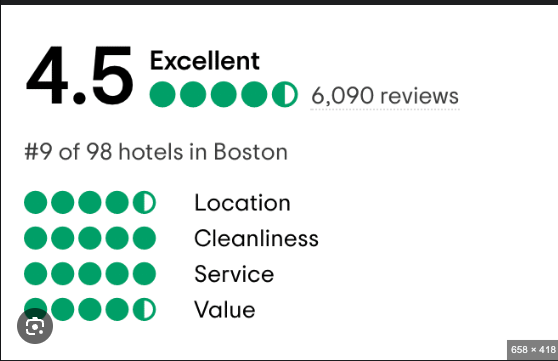 4.5 Excellent
6,090 reviews
#9 of 98 hotels in Boston
Location
Cleanliness
Service
Value
658 × 418